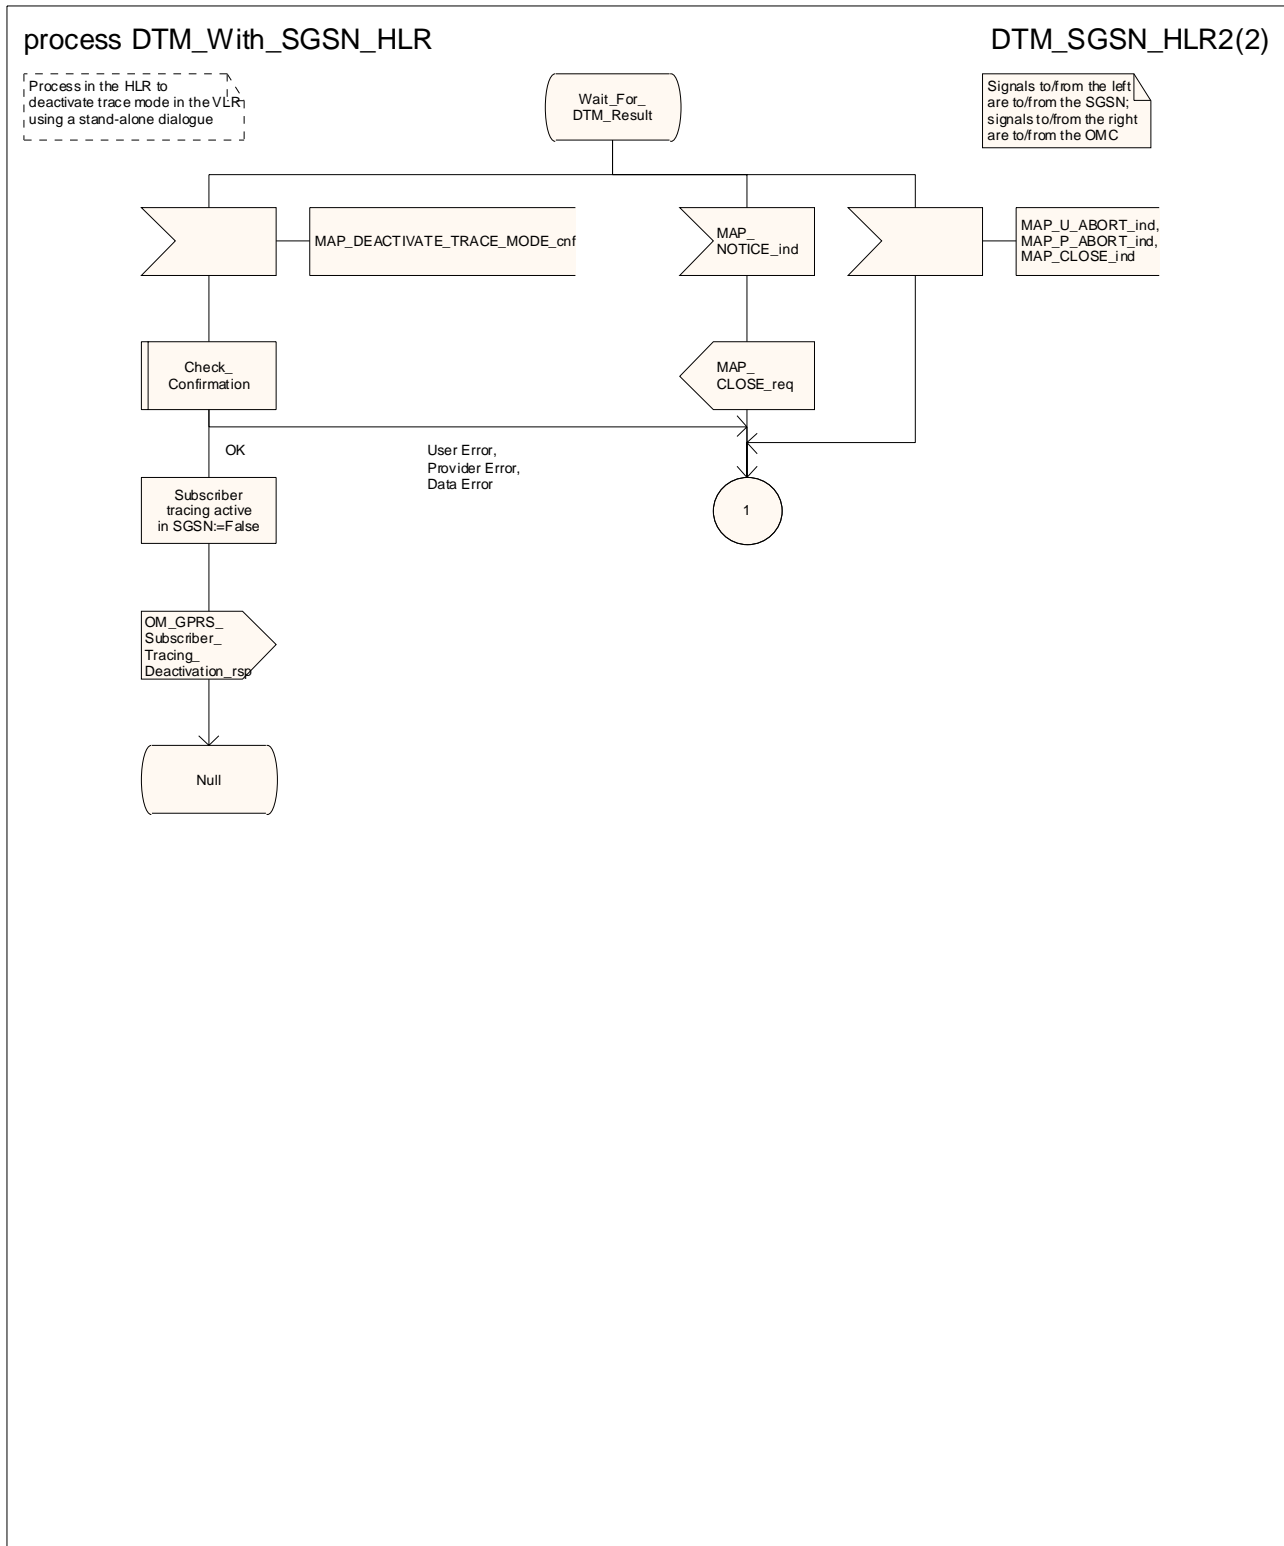 process DTM_With_SGSN_HLR
DTM_SGSN_HLR2(2)
Process in the HLR to
deactivate trace mode in the VLR
using a stand-alone dialogue
Wait_For_
DTM_Result
Signals to/from the left
are to/from the SGSN;
signals to/from the right
are to/from the OMC
MAP_DEACTIVATE_TRACE_MODE_cnf
MAP_
NOTICE_ind
MAP_U_ABORT_ind,
MAP_P_ABORT_ind,
MAP_CLOSE_ind
Check_
Confirmation
MAP_
CLOSE_req
OK
User Error,
Provider Error,
Data Error
Subscriber
tracing active
in SGSN:=False
1
OM_GPRS_
Subscriber_
Tracing_
Deactivation_rsp
Null